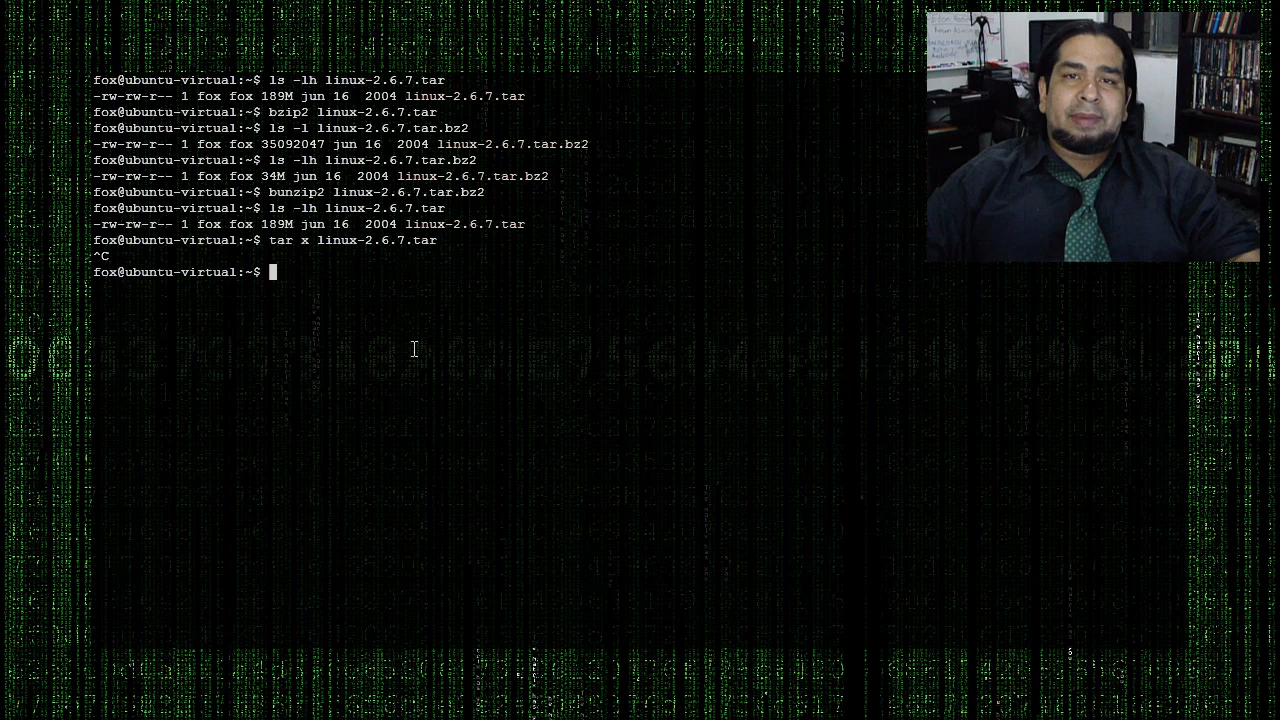 fox@ubuntu-virtual:~$ ls -lh linux-2.6.7.tar
-rw-rw-r-- 1 fox fox 189M jun 16  2004 linux-2.6.7.tar
fox@ubuntu-virtual:~$ bzip2 linux-2.6.7.tar
fox@ubuntu-virtual:~$ ls -l linux-2.6.7.tar.bz2
-rw-rw-r-- 1 fox fox 35092047 jun 16  2004 linux-2.6.7.tar.bz2
fox@ubuntu-virtual:~$ ls -lh linux-2.6.7.tar.bz2
-rw-rw-r-- 1 fox fox 34M jun 16  2004 linux-2.6.7.tar.bz2
fox@ubuntu-virtual:~$ bunzip2 linux-2.6.7.tar.bz2
fox@ubuntu-virtual:~$ ls -lh linux-2.6.7.tar
-rw-rw-r-- 1 fox fox 189M jun 16  2004 linux-2.6.7.tar
fox@ubuntu-virtual:~$ tar x linux-2.6.7.tar
^C
fox@ubuntu-virtual:~$